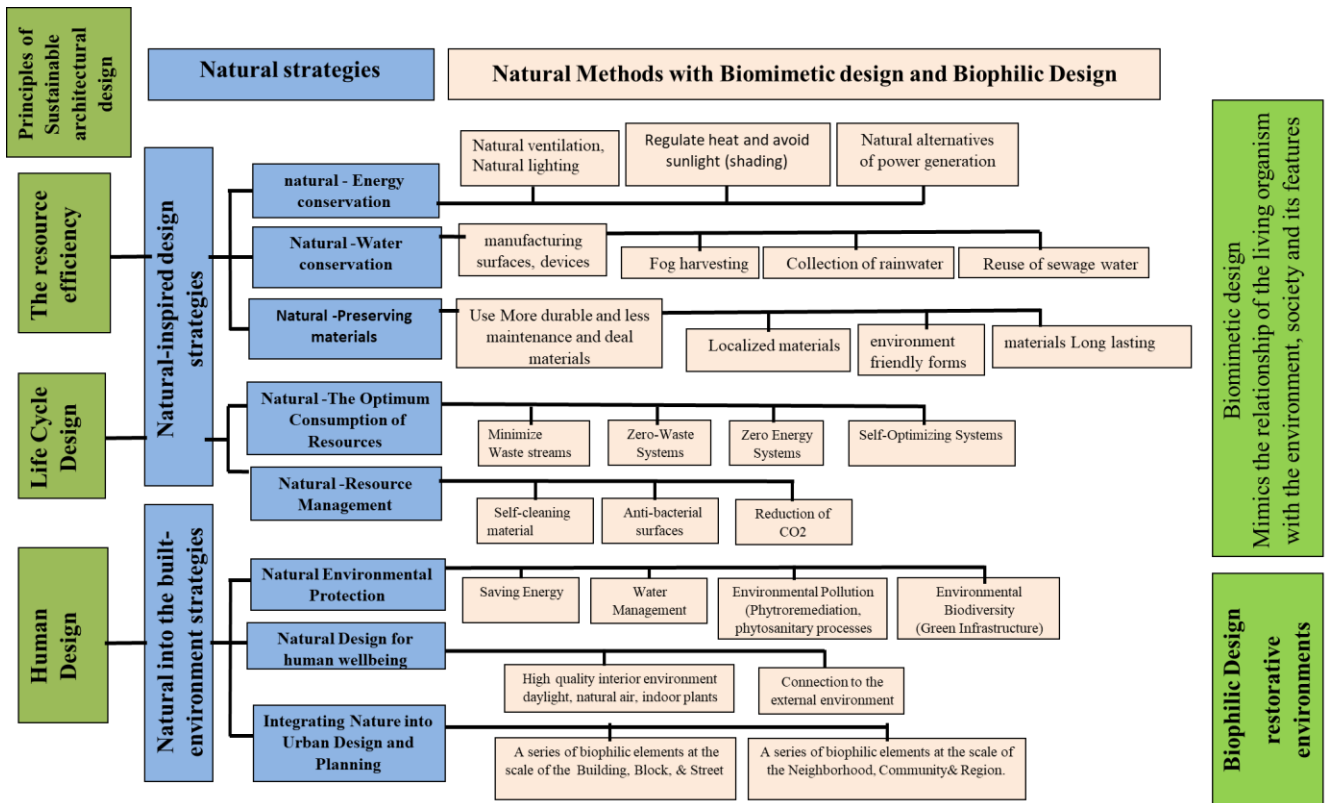 Principles of
Sustainable
architectural
design
Natural strategies
Natural Methods with Biomimetic design and Biophilic Design
The resource
efficiency
Life Cycle
Design
Human
Design
Natural-inspired design
strategies
Natural into the built-
environment strategies
natural - Energy
conservation
Natural ventilation,
Natural lighting
Regulate heat and avoid
sunlight (shading)
Natural alternatives
of power generation
Natural -Water
conservation
manufacturing
surfaces, devices
Fog harvesting
Collection of rainwater
Reuse of sewage water
Natural -Preserving
materials
Use More durable and less
maintenance and deal
materials
Localized materials
environment
friendly forms
materials Long lasting
Natural -The Optimum
Consumption of
Resources
Minimize
Waste streams
Zero-Waste
Systems
Zero Energy
Systems
Self-Optimizing Systems
Natural -Resource
Management
Self-cleaning
material
Anti-bacterial
surfaces
Reduction of
CO2
Natural Environmental
Protection
Saving Energy
Water
Management
Environmental Pollution
(Phytroremediation,
phytosanitary processes
Environmental
Biodiversity
(Green Infrastructure)
Natural Design for
human wellbeing
High quality interior environment
daylight, natural air, indoor plants
Connection to the
external environment
Integrating Nature into
Urban Design and
Planning
A series of biophilic elements at the
scale of the Building, Block, & Street
A series of biophilic elements at the scale of
the Neighborhood, Community& Region.
Biomimetic design
Mimics the relationship of the living organism
with the environment, society and its features
Biophilic Design
restorative
environments